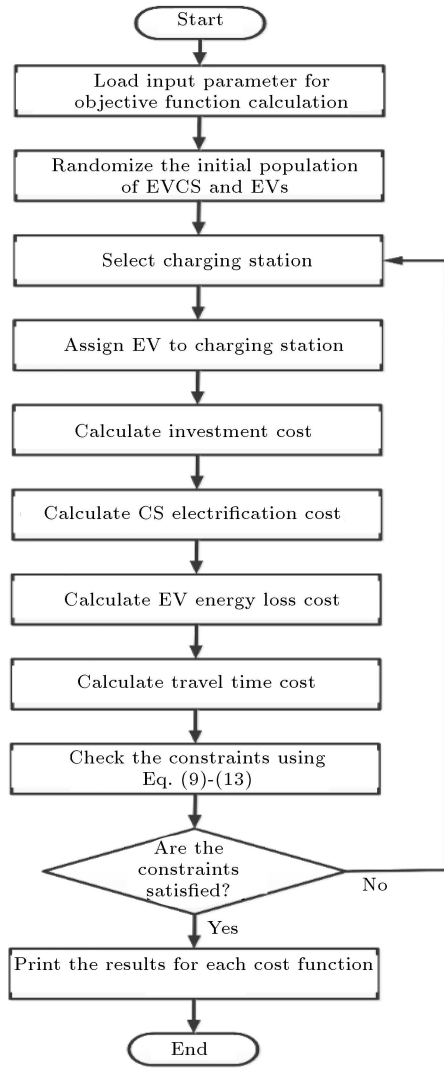 Start
Load input parameter for
objective function calculation
Randomize the initial population
of EVCS and EVs
Select charging station
Assign EV to charging station
Calculate investment cost
Calculate CS electrification cost
Calculate EV energy loss cost
Calculate travel time cost
Check the constraints using
Eq. (9)-(13)
Are the
constraints
satisfied?
No
Yes
Print the results for each cost function
End